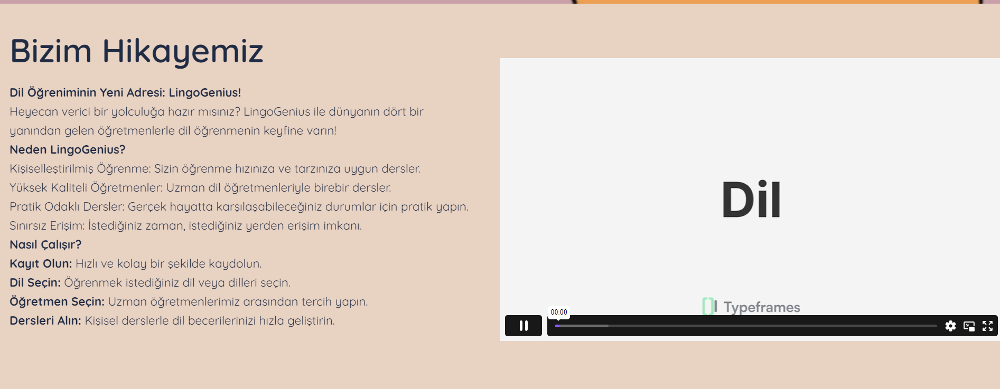 Bizim Hikayemiz
Dil Öğreniminin Yeni Adresi: LingoGenius!
Heyecan verici bir yolculuğa hazır mısınız? LingoGenius ile dünyanın dört bir
yanından gelen öğretmenlerle dil öğrenmenin keyfine varın!
Neden LingoGenius?
Kişiselleştirilmiş Öğrenme: Sizin öğrenme hızınıza ve tarzınıza uygun dersler.
Yüksek Kaliteli Öğretmenler: Uzman dil öğretmenleriyle birebir dersler.
Pratik Odaklı Dersler: Gerçek hayatta karşılaşabileceğiniz durumlar için pratik yapın.
Sınırsız Erişim: İstediğiniz zaman, istediğiniz yerden erişim imkanı.
Nasıl Çalışır?
Kayıt Olun: Hızlı ve kolay bir şekilde kaydolun.
Dil Seçin: Öğrenmek istediğiniz dil veya dilleri seçin.
Öğretmen Seçin: Uzman öğretmenlerimiz arasından tercih yapın.
Dersleri Alın: Kişisel derslerle dil becerilerinizi hızla geliştirin.
Dil
Typeframes
00:00